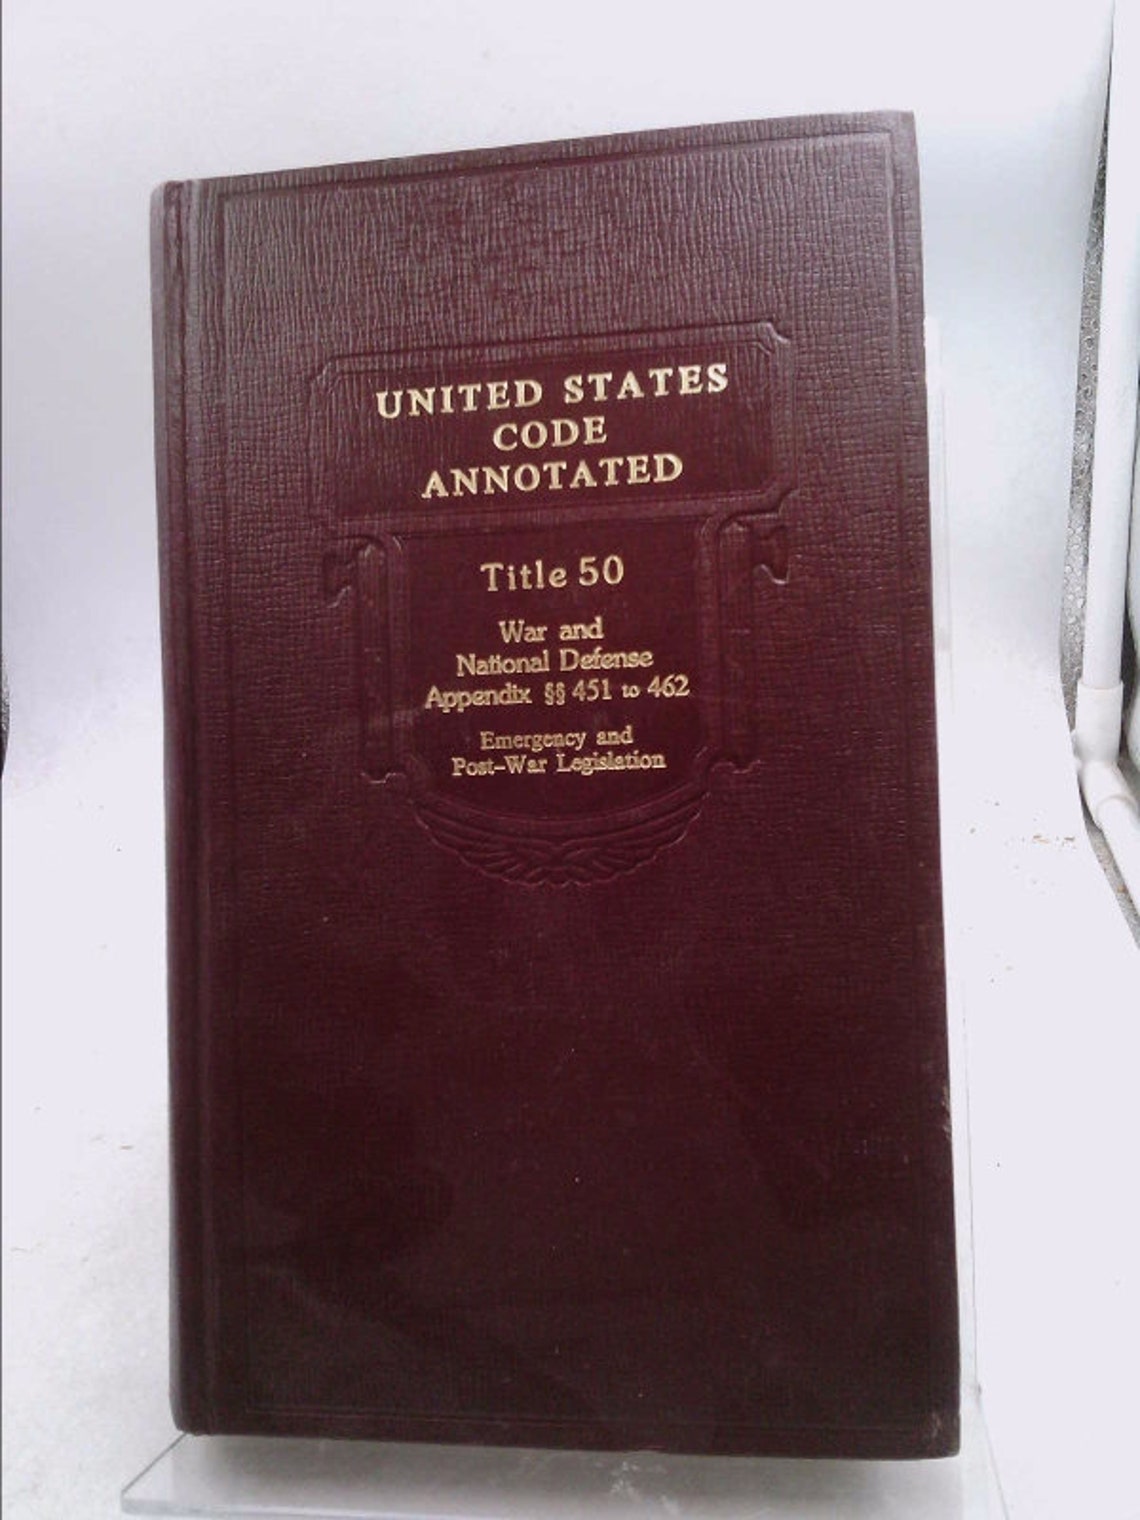 UNITED STATES
CODE
ANNOTATED
Title 50
War and
National Defense
Appendix §§ 451 to 462
Emergency and
Post-War Legislation